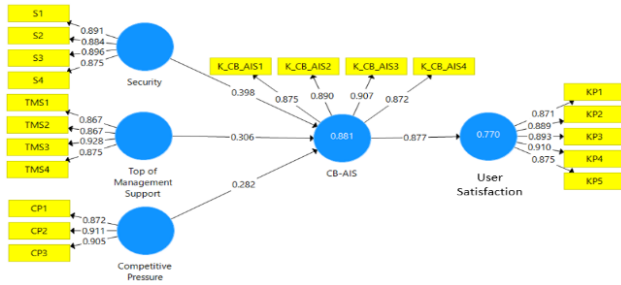 S1
S2
S3
S4
0.891
0.884
0.896
0.875
Security
K_CB_AIS1
K_CB_AIS2
K_CB_AIS3
K_CB_AIS4
0.875
0.890
0.907
0.872
0.398
TMS1
TMS2
TMS3
TMS4
0.867
0.867
0.928
0.875
Top of
Management
Support
0.306
0.881
CB-AIS
0.877
0.770
User
Satisfaction
0.871
0.889
0.893
0.910
0.875
KP1
KP2
KP3
KP4
KP5
0.282
CP1
CP2
CP3
0.872
0.911
0.905
Competitive
Pressure